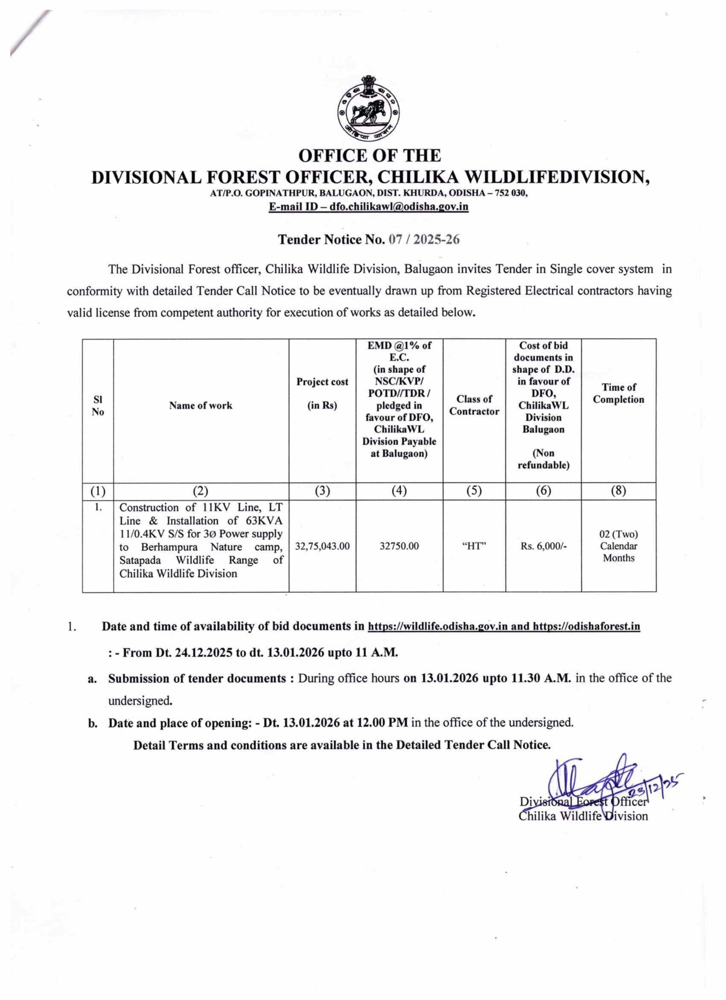 ଓଡ଼ିଶା ଶାସନ
ओड़िशा शासन
OFFICE OF THE
DIVISIONAL FOREST OFFICER, CHILIKA WILDLIFEDIVISION,
AT/P.O. GOPINATHPUR, BALUGAON, DIST. KHURDA, ODISHA – 752 030,
E-mail ID – dfo.chilikawl@odisha.gov.in
Tender Notice No. 07 / 2025-26
The Divisional Forest officer, Chilika Wildlife Division, Balugaon invites Tender in Single cover system in
conformity with detailed Tender Call Notice to be eventually drawn up from Registered Electrical contractors having
valid license from competent authority for execution of works as detailed below.
Sl
No
Name of work
Project cost
(in Rs)
EMD @1% of
E.C.
(in shape of
NSC/KVP/
POTD//TDR /
pledged in
favour of DFO,
ChilikaWL
Division Payable
at Balugaon)
Class of
Contractor
Cost of bid
documents in
shape of D.D.
in favour of
DFO,
ChilikaWL
Division
Balugaon
(Non
refundable)
Time of
Completion
(1) (2) (3) (4) (5) (6) (8)
1.
Construction of 11KV Line, LT
Line & Installation of 63KVA
11/0.4KV S/S for 3Ø Power supply
to Berhampura Nature camp,
Satapada Wildlife Range of
Chilika Wildlife Division
32,75,043.00
32750.00
“HT”
Rs. 6,000/-
02 (Two)
Calendar
Months
1. Date and time of availability of bid documents in https://wildlife.odisha.gov.in and https://odishaforest.in
: - From Dt. 24.12.2025 to dt. 13.01.2026 upto 11 A.M.
a. Submission of tender documents : During office hours on 13.01.2026 upto 11.30 A.M. in the office of the
undersigned.
b. Date and place of opening: - Dt. 13.01.2026 at 12.00 PM in the office of the undersigned.
Detail Terms and conditions are available in the Detailed Tender Call Notice.
23/12/25
Divisional Forest Officer
Chilika Wildlife Division